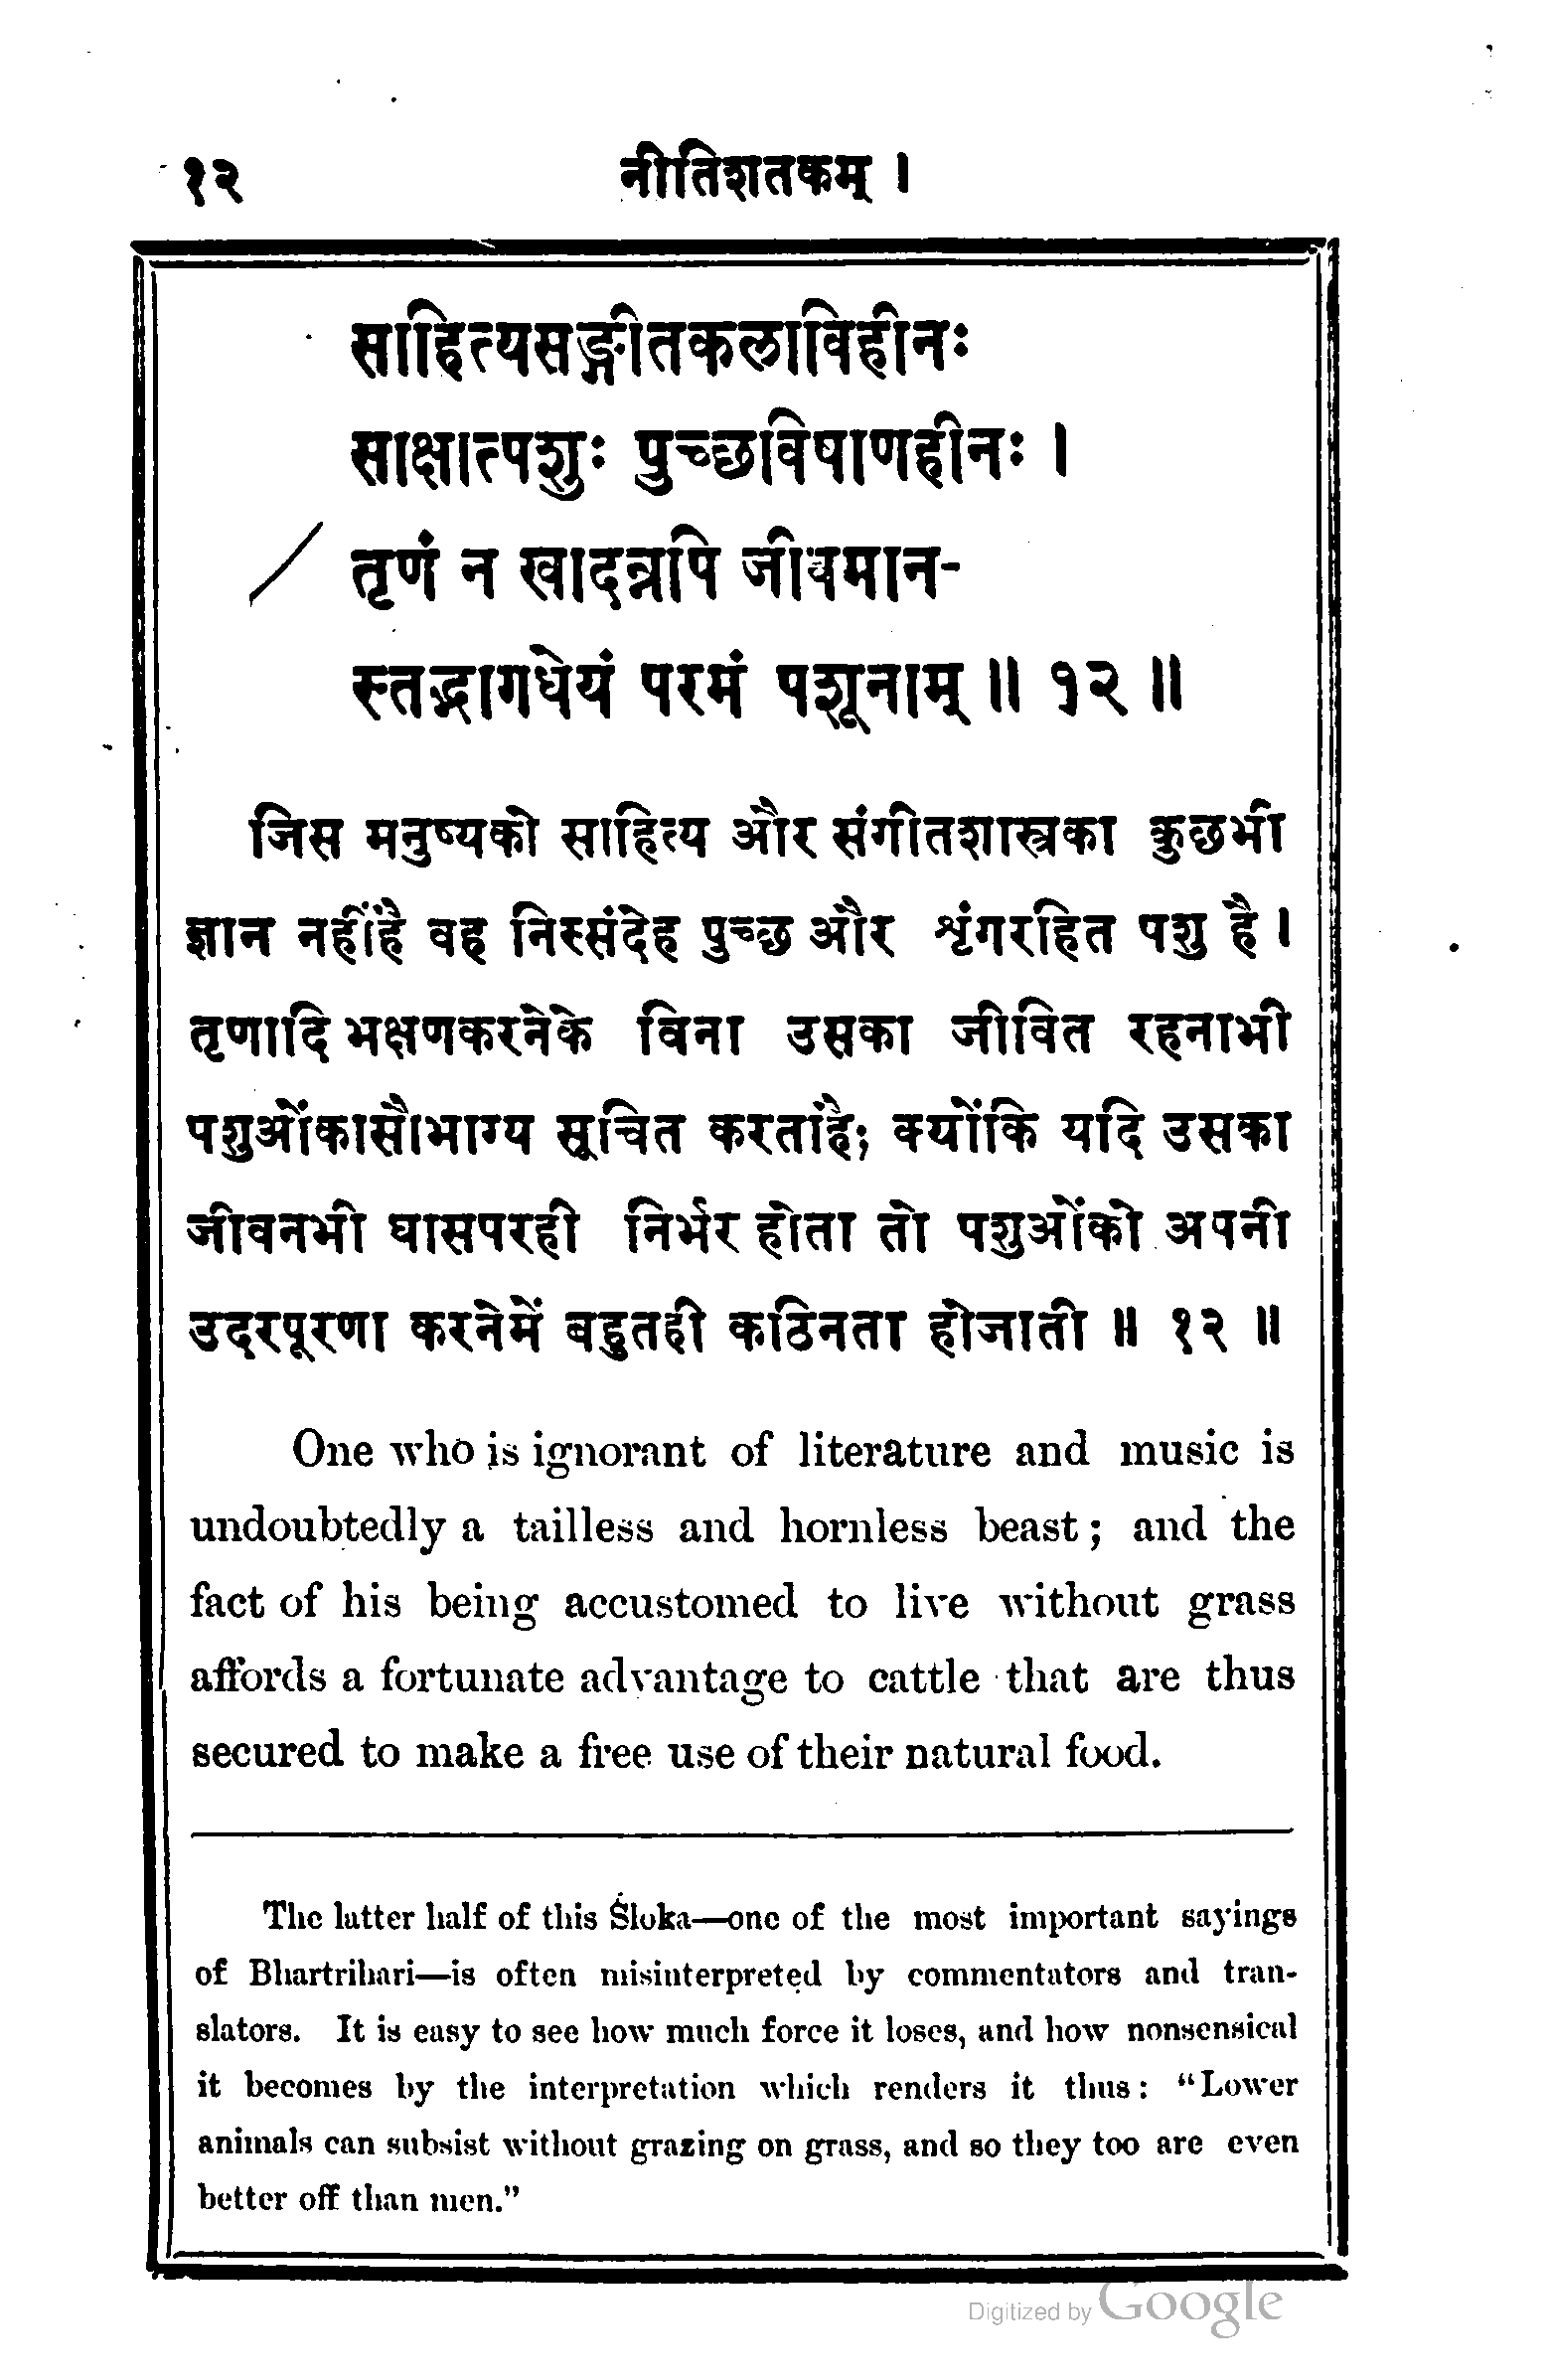 १२ नीतिशतकम् ।
साहित्यसङ्गीतकलाविहीनः
साक्षात्पशुः पुच्छविषाणहीनः ।
तृणं न खादन्नपि जीवमान-
स्तद्भागधेयं परमं पशूनाम् ॥ १२ ॥
जिस मनुष्यको साहित्य और संगीतशास्त्रका कुछभी
ज्ञान नहींहै वह निस्संदेह पुच्छ और शृंगरहित पशु है ।
तृणादि भक्षणकरनेके विना उसका जीवित रहनाभी
पशुओंकासौभाग्य सूचित करताहै; क्योंकि यदि उसका
जीवनभी घासपरही निर्भर होता तो पशुओंको अपनी
उदरपूरणा करनेमें बहुतही कठिनता होजाती ॥ १२ ॥
One who is ignorant of literature and music is
undoubtedly a tailless and hornless beast; and the
fact of his being accustomed to live without grass
affords a fortunate advantage to cattle that are thus
secured to make a free use of their natural food.
The latter half of this Śloka—one of the most important sayings
of Bhartrihari—is often misinterpreted by commentators and tran-
slators. It is easy to see how much force it loses, and how nonsensical
it becomes by the interpretation which renders it thus: “Lower
animals can subsist without grazing on grass, and so they too are even
better off than men.”
Digitized by Google